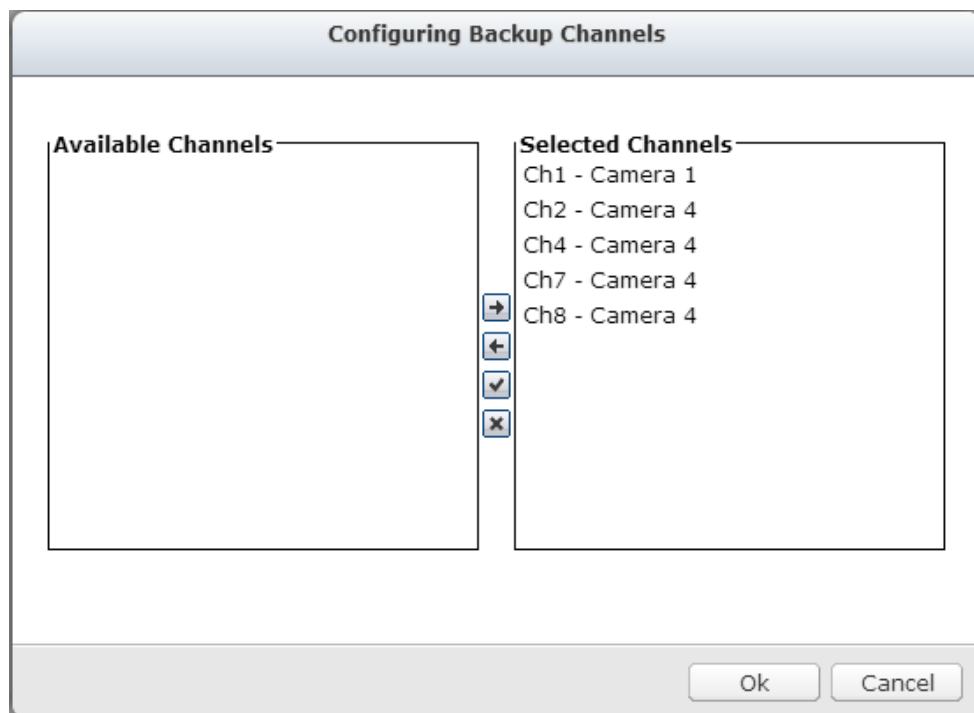 Configuring Backup Channels
Available Channels
Selected Channels
Ch1 - Camera 1
Ch2 - Camera 4
Ch4 - Camera 4
Ch7 - Camera 4
Ch8 - Camera 4
Ok
Cancel